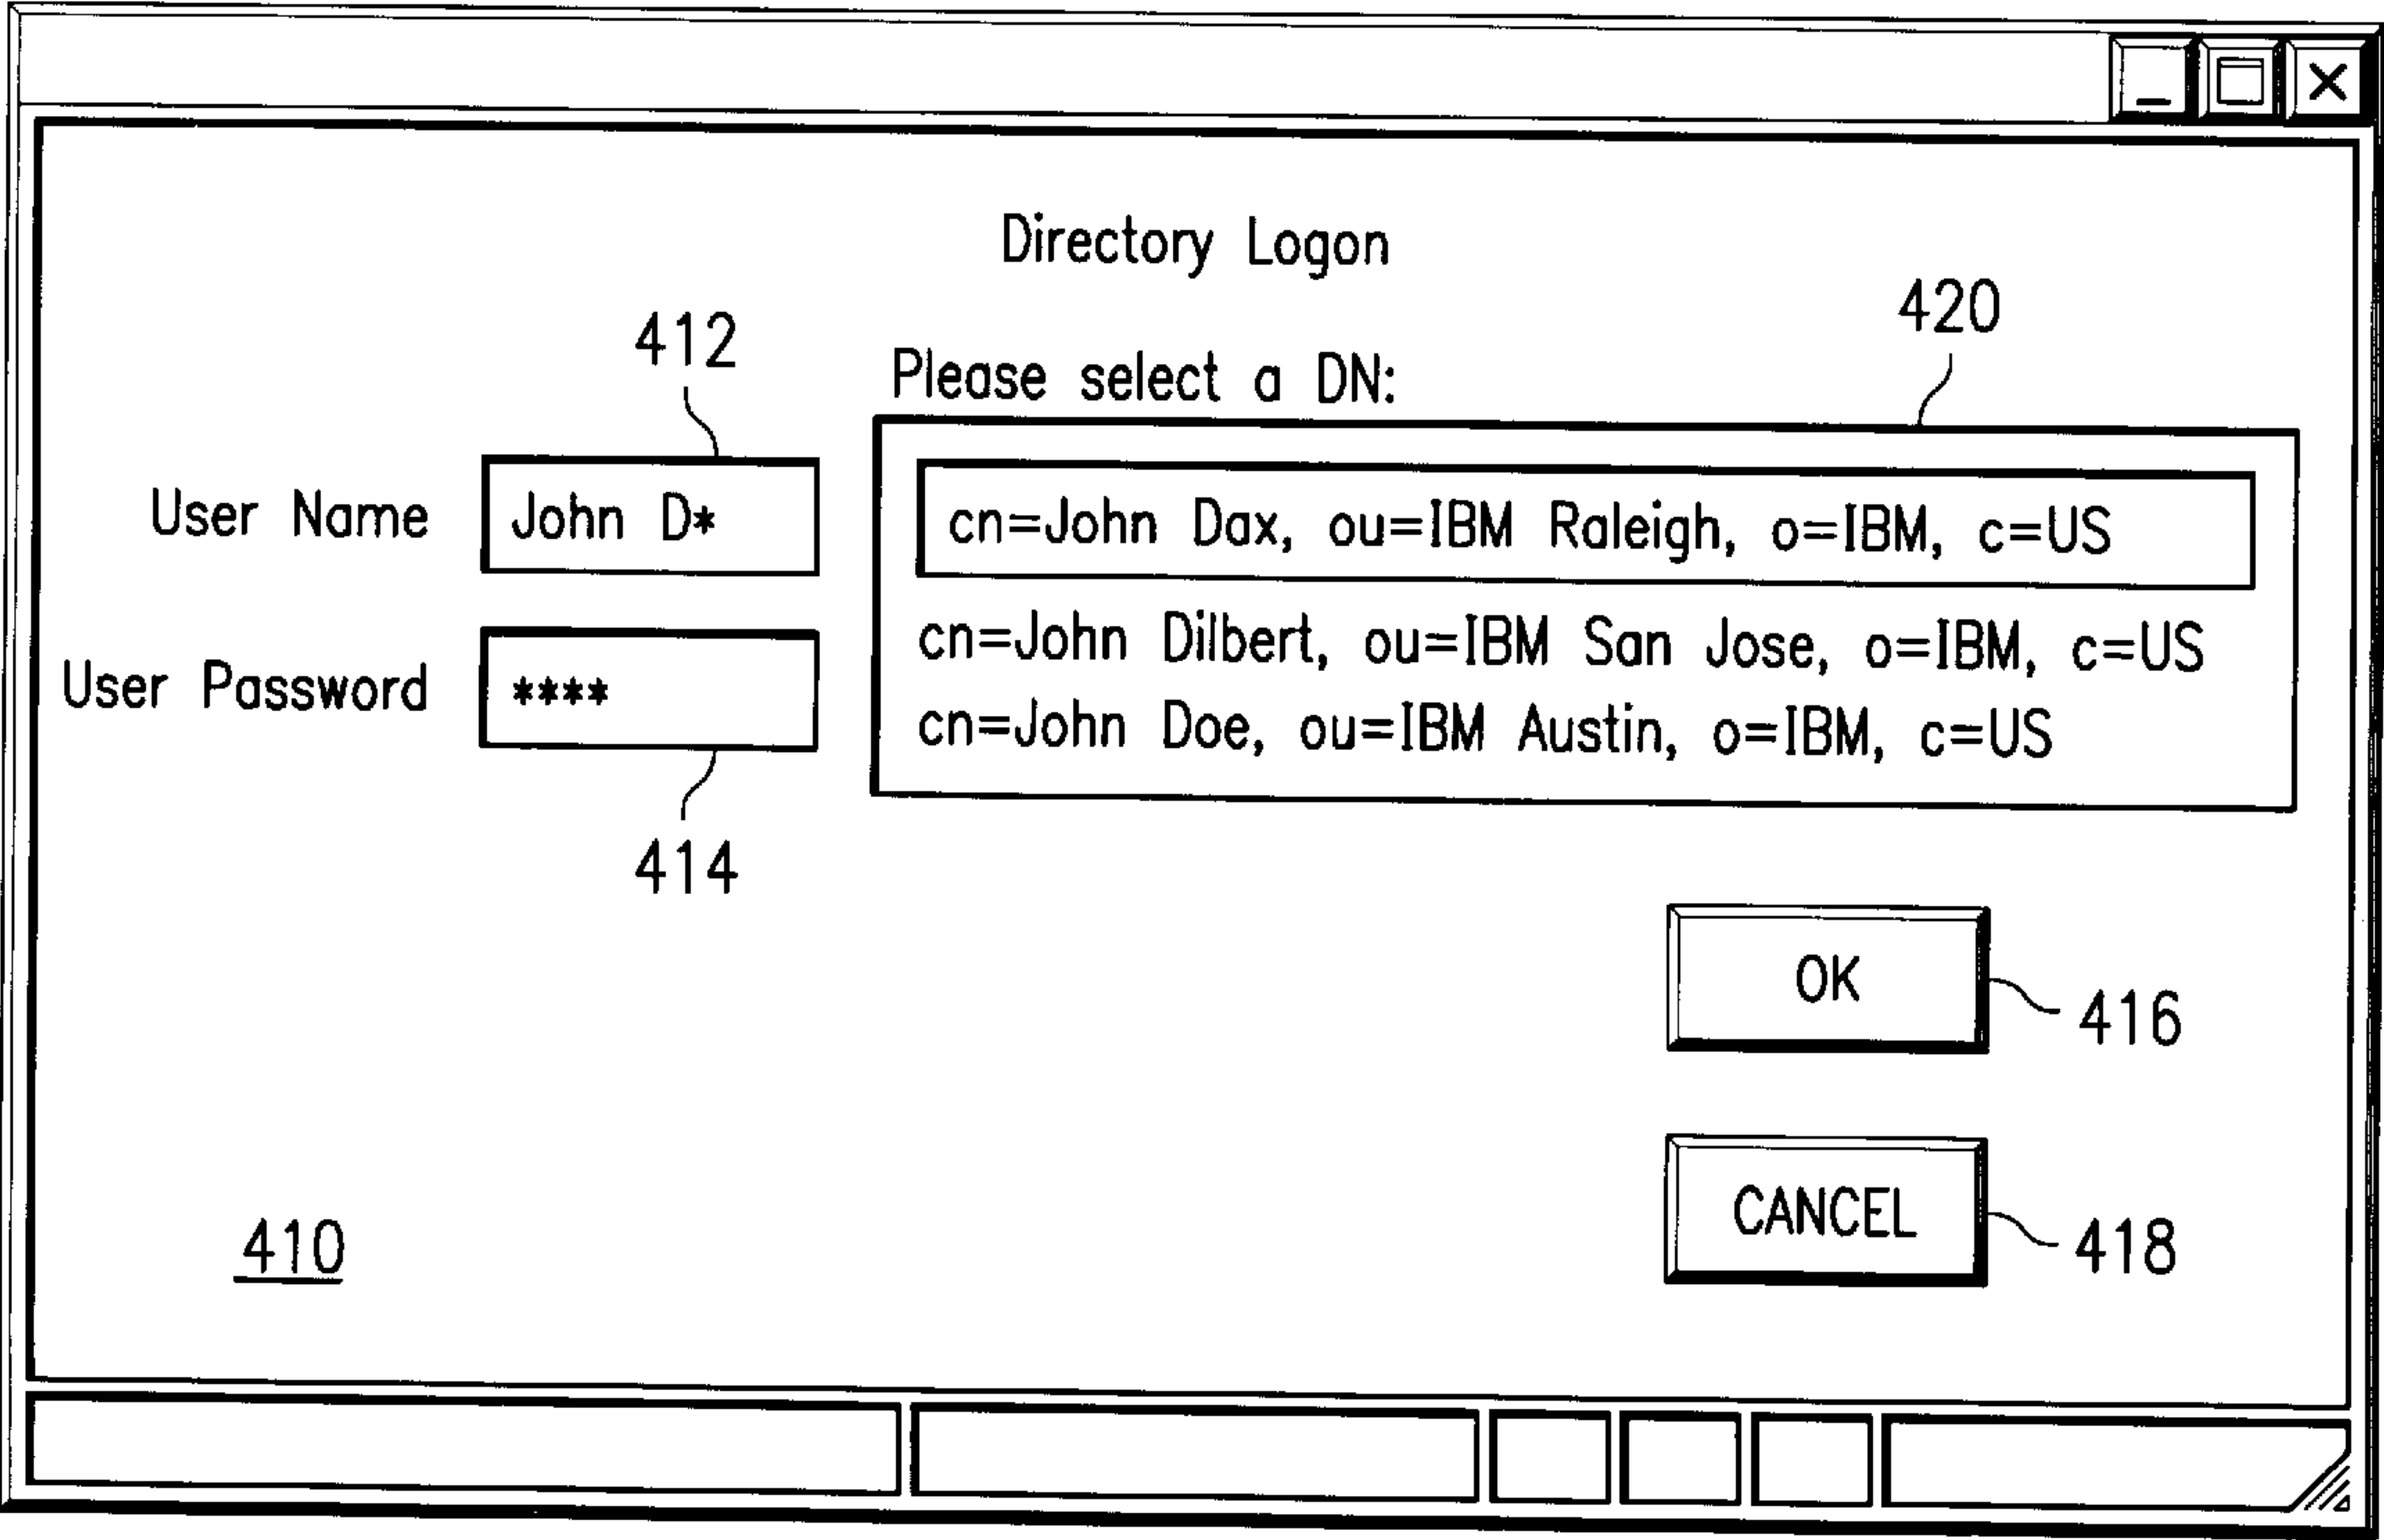 Directory Logon
412
420
Please select a DN:
User Name
John D*
cn=John Dax, ou=IBM Raleigh, o=IBM, c=US
cn=John Dilbert, ou=IBM San Jose, o=IBM, c=US
User Password
****
cn=John Doe, ou=IBM Austin, o=IBM, c=US
414
OK
416
CANCEL
418
410